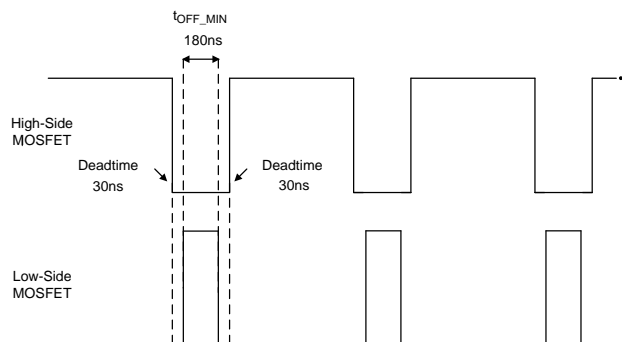 tOFF_MIN
180ns
High-Side
MOSFET
Deadtime
30ns
Deadtime
30ns
Low-Side
MOSFET